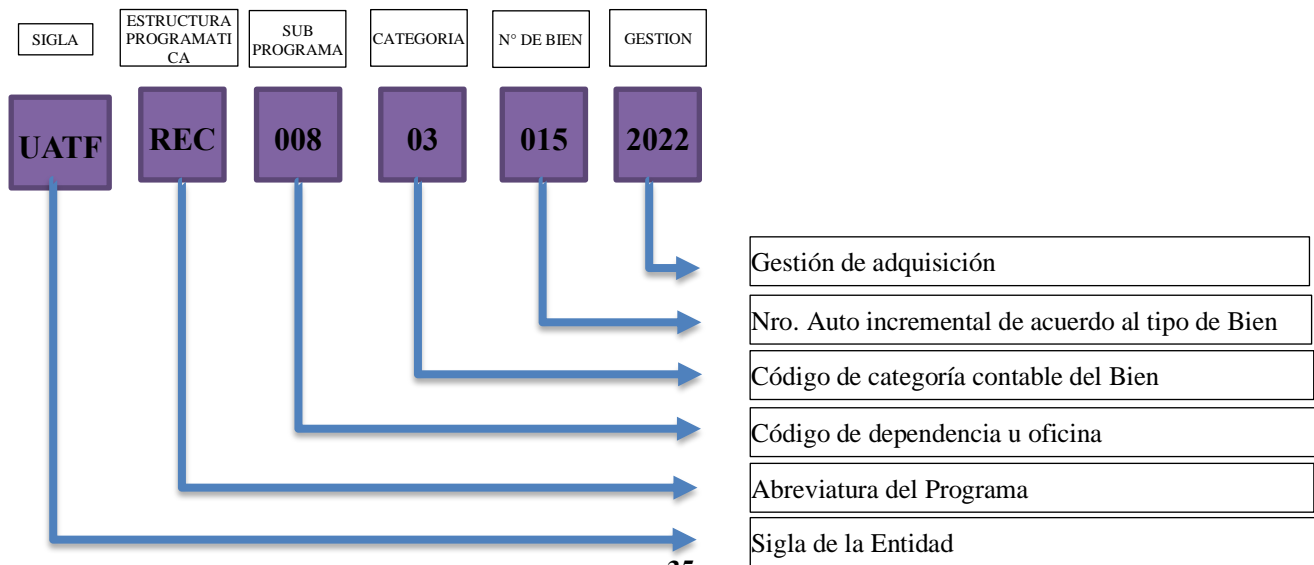 SIGLA
ESTRUCTURA
PROGRAMATI
CA
SUB
PROGRAMA
CATEGORIA
N° DE BIEN
GESTION
UATF
REC
008
03
015
2022
Gestión de adquisición
Nro. Auto incremental de acuerdo al tipo de Bien
Código de categoría contable del Bien
Código de dependencia u oficina
Abreviatura del Programa
Sigla de la Entidad